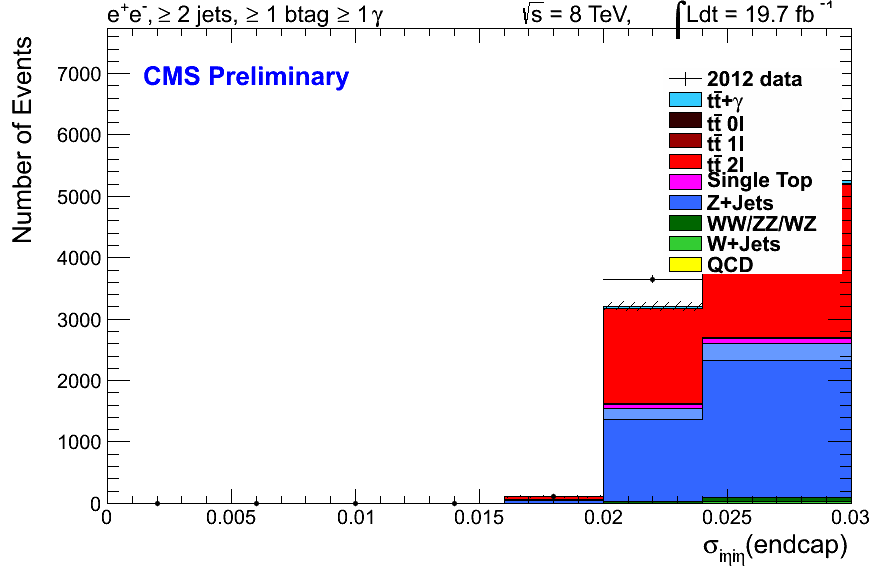 e⁺e⁻, ≥ 2 jets, ≥ 1 btag ≥ 1 γ √s = 8 TeV, ∫Ldt = 19.7 fb⁻¹
CMS Preliminary
Number of Events
7000
6000
5000
4000
3000
2000
1000
0
2012 data
tt̄+γ
tt̄ 0l
tt̄ 1l
tt̄ 2l
Single Top
Z+Jets
WW/ZZ/WZ
W+Jets
QCD
0 0.005 0.01 0.015 0.02 0.025 0.03
σiηiη(endcap)